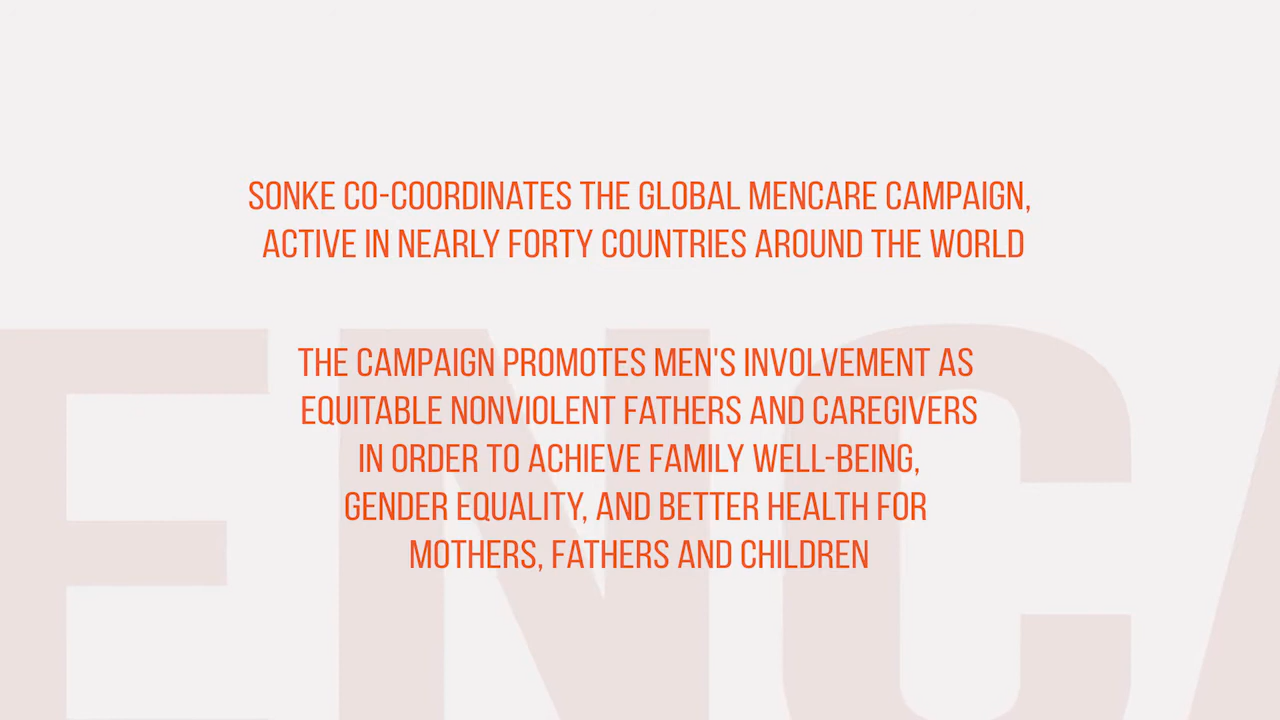 SONKE CO-COORDINATES THE GLOBAL MENCARE CAMPAIGN,
ACTIVE IN NEARLY FORTY COUNTRIES AROUND THE WORLD
THE CAMPAIGN PROMOTES MEN'S INVOLVEMENT AS
EQUITABLE NONVIOLENT FATHERS AND CAREGIVERS
IN ORDER TO ACHIEVE FAMILY WELL-BEING,
GENDER EQUALITY, AND BETTER HEALTH FOR
MOTHERS, FATHERS AND CHILDREN
ENCA